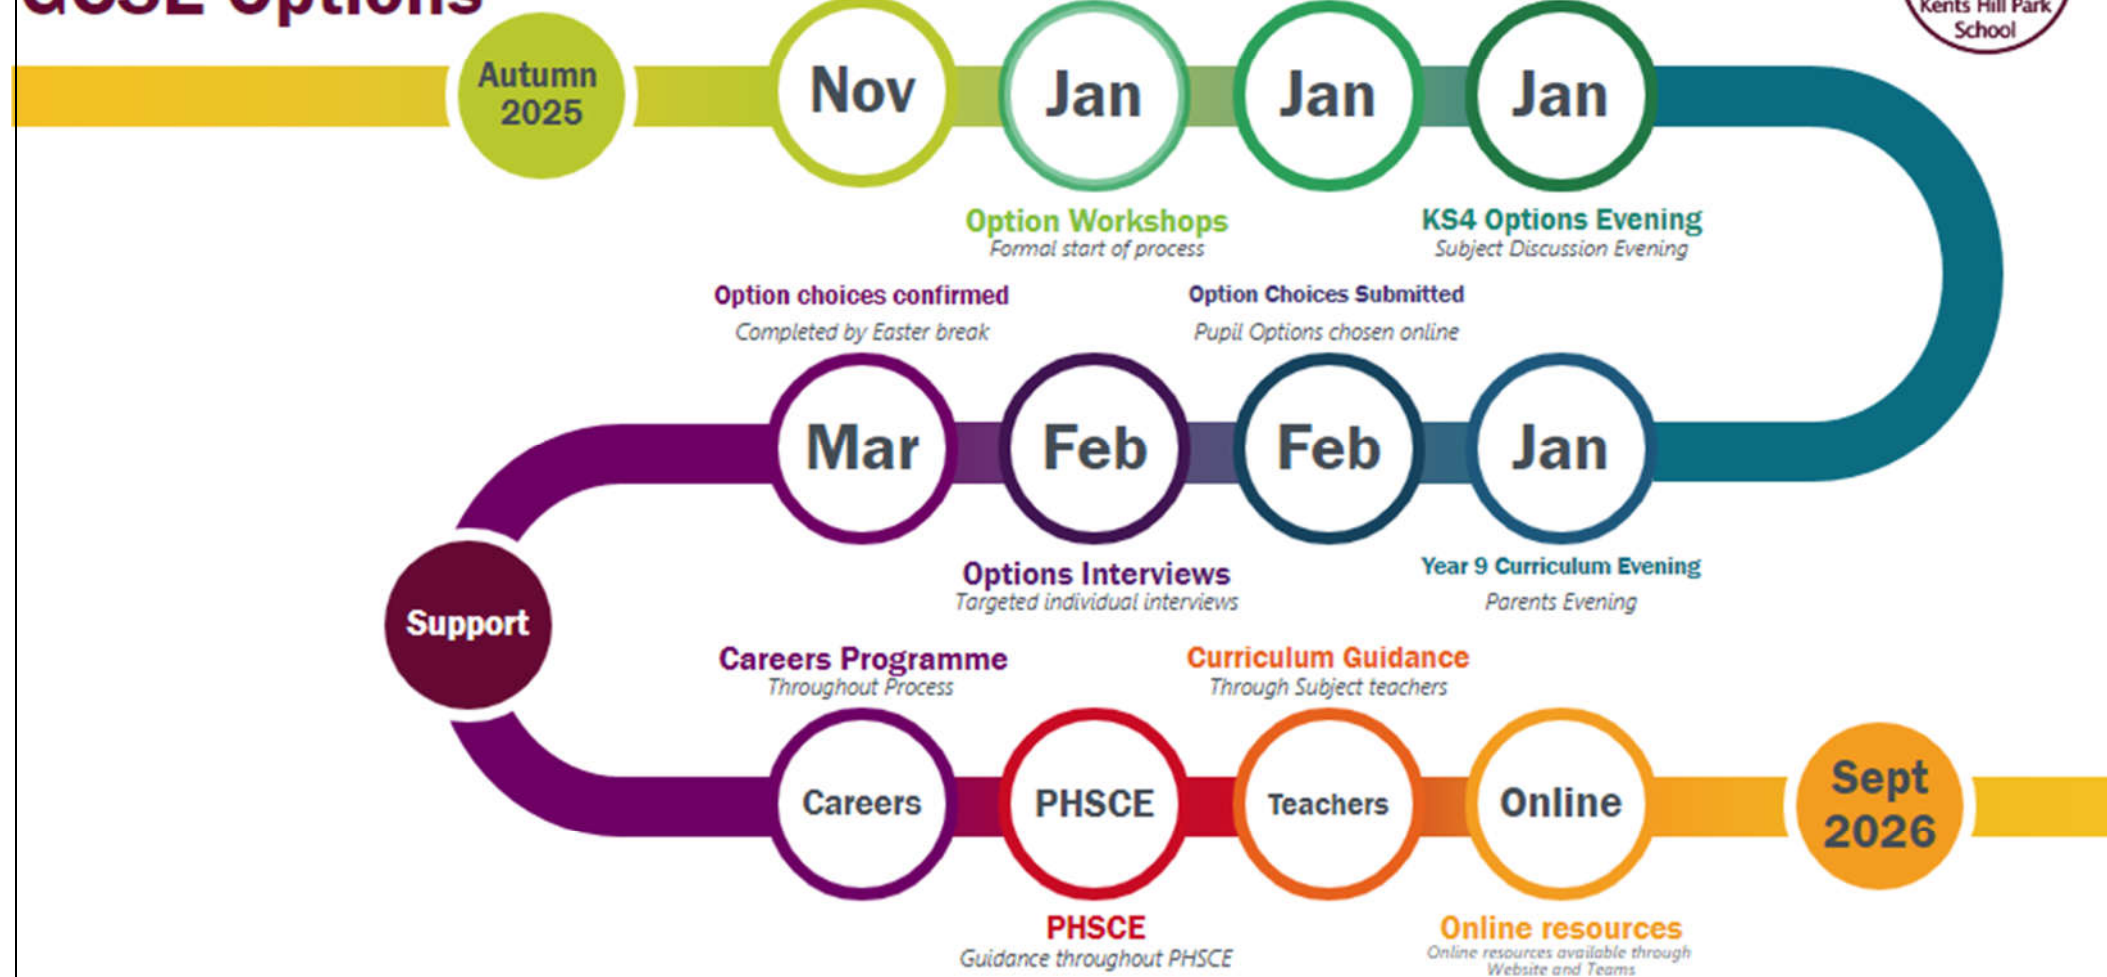 GCSE Options
Kents Hill Park
School
Autumn
2025
Nov
Jan
Jan
Jan
Option Workshops
Formal start of process
KS4 Options Evening
Subject Discussion Evening
Option choices confirmed
Completed by Easter break
Option Choices Submitted
Pupil Options chosen online
Mar
Feb
Feb
Jan
Options Interviews
Targeted individual interviews
Year 9 Curriculum Evening
Parents Evening
Support
Careers Programme
Throughout Process
Curriculum Guidance
Through Subject teachers
Careers
PHSCE
Teachers
Online
Sept
2026
PHSCE
Guidance throughout PHSCE
Online resources
Online resources available through
Website and Teams